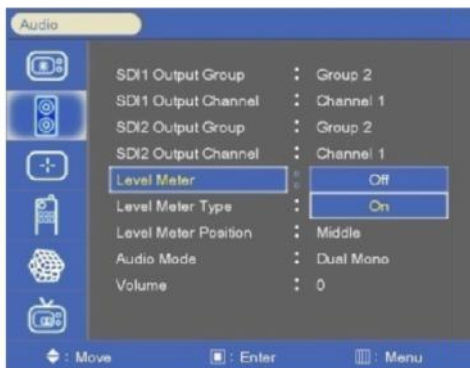 Audio
SDI1 Output Group : Group 2
SDI1 Output Channel : Channel 1
SDI2 Output Group : Group 2
SDI2 Output Channel : Channel 1
Level Meter : Off
Level Meter Type : On
Level Meter Position : Middle
Audio Mode : Dual Mono
Volume : 0
: Move : Enter : Menu